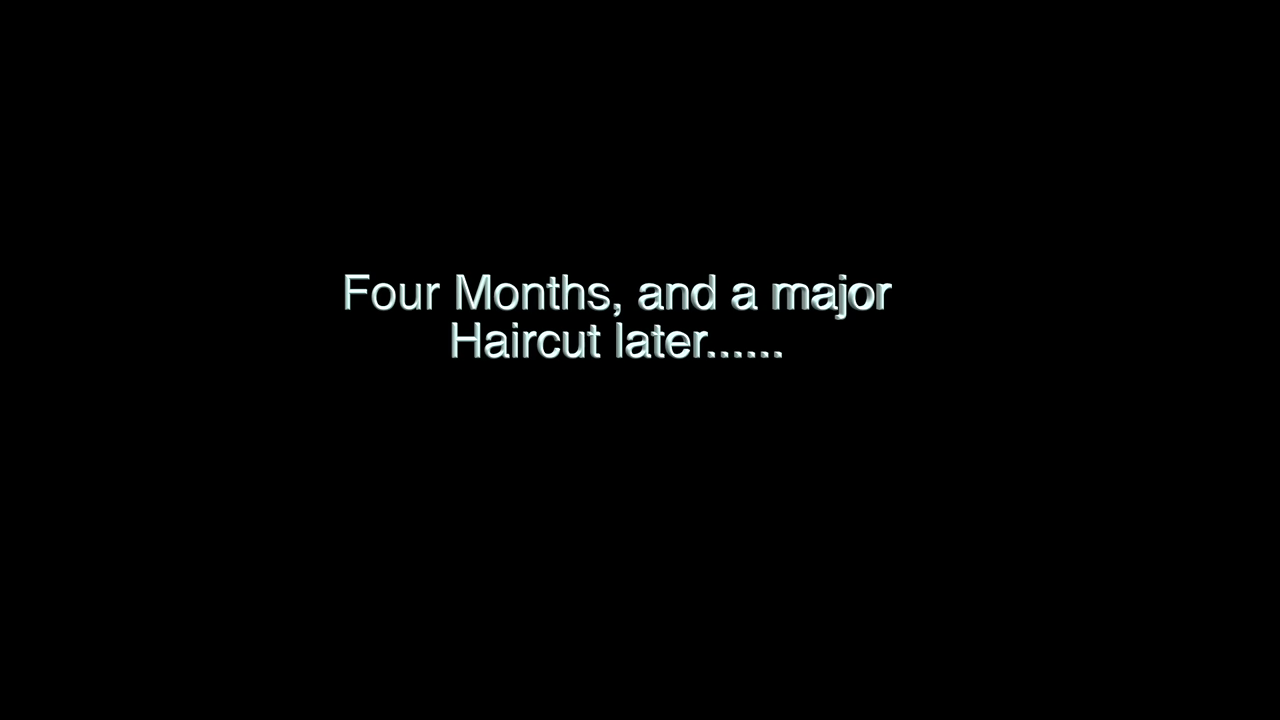 Four Months, and a major
Haircut later......